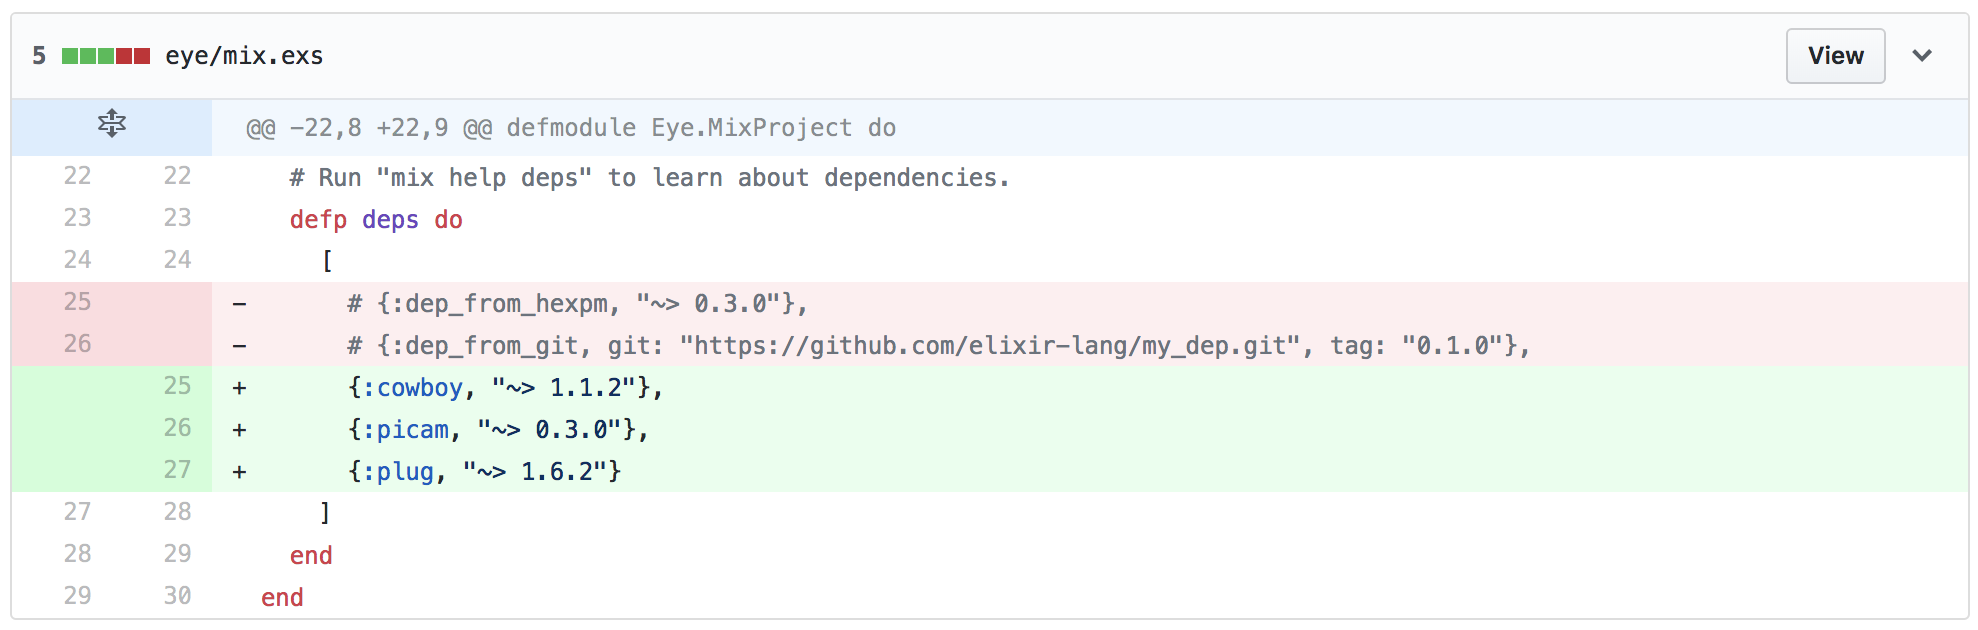 5 eye/mix.exs View
@@ -22,8 +22,9 @@ defmodule Eye.MixProject do
22 22 # Run "mix help deps" to learn about dependencies.
23 23 defp deps do
24 24 [
25 - # {:dep_from_hexpm, "~> 0.3.0"},
26 - # {:dep_from_git, git: "https://github.com/elixir-lang/my_dep.git", tag: "0.1.0"},
25 + {:cowboy, "~> 1.1.2"},
26 + {:picam, "~> 0.3.0"},
27 + {:plug, "~> 1.6.2"}
27 28 ]
28 29 end
29 30 end